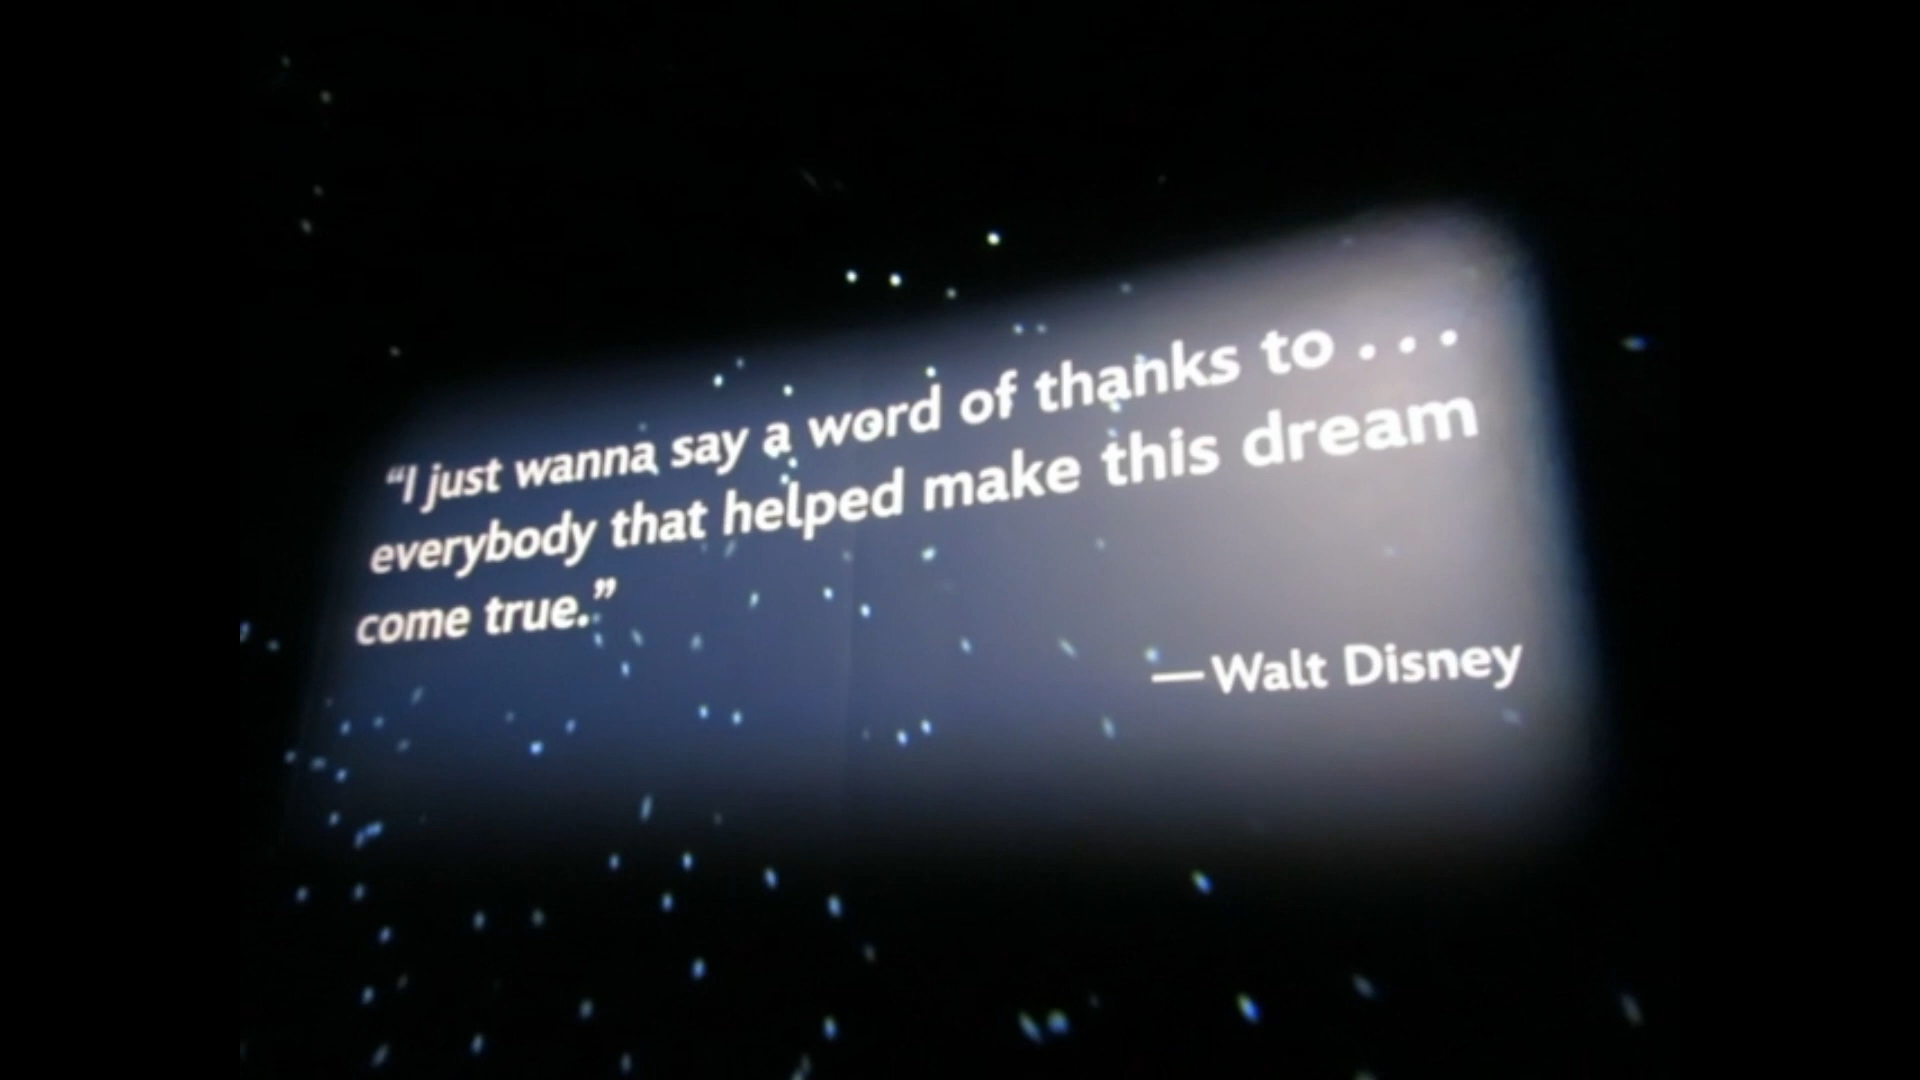 “I just wanna say a word of thanks to . . .
everybody that helped make this dream
come true.”
—Walt Disney